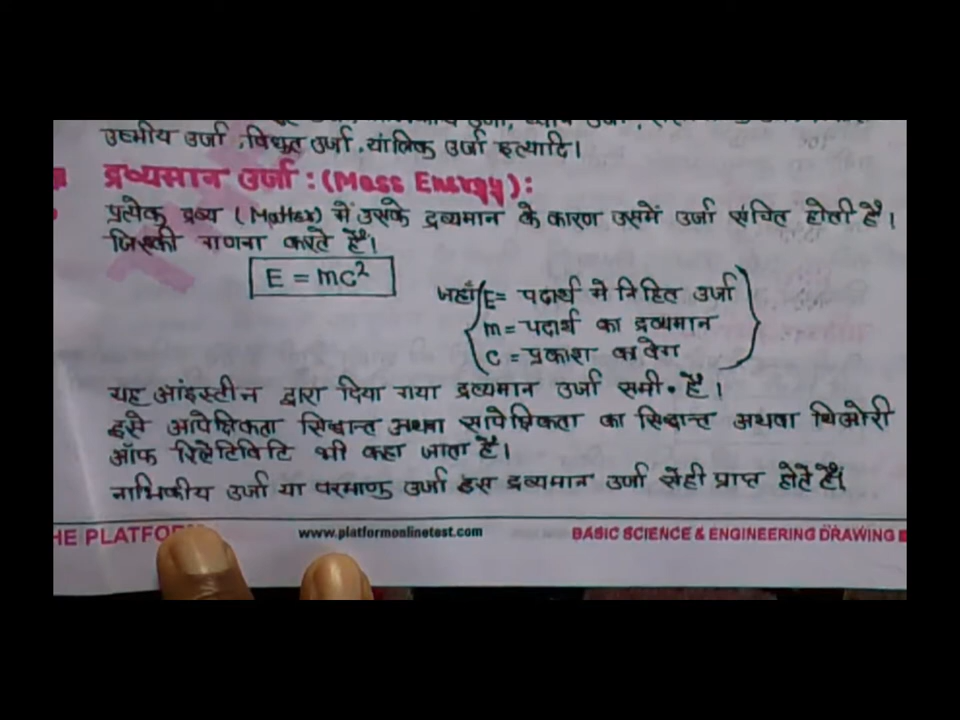 उष्मीय उर्जा, विद्युत उर्जा, यांत्रिक उर्जा इत्यादि।
द्रव्यमान उर्जा : (Mass Energy) :
प्रत्येक द्रव्य (Matter) में उसके द्रव्यमान के कारण उसमें उर्जा संचित होती है।
जिसकी गणना करते हैं।
E = mc²
जहाँ E = पदार्थ में निहित उर्जा
m = पदार्थ का द्रव्यमान
c = प्रकाश का वेग
यह आंइस्टीन द्वारा दिया गया द्रव्यमान उर्जा समी. है।
इसे आपेक्षिकता सिद्धान्त अथवा सापेक्षिकता का सिद्धान्त अथवा थिओरी
ऑफ रिलेटिविटि भी कहा जाता है।
नाभिकीय उर्जा या परमाणु उर्जा इस द्रव्यमान उर्जा सेही प्राप्त होते हैं।
HE PLATFOR www.platformonlinetest.com BASIC SCIENCE & ENGINEERING DRAWING